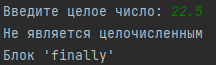 Введите целое число: 22.5
Не является целочисленным
Блок 'finally'